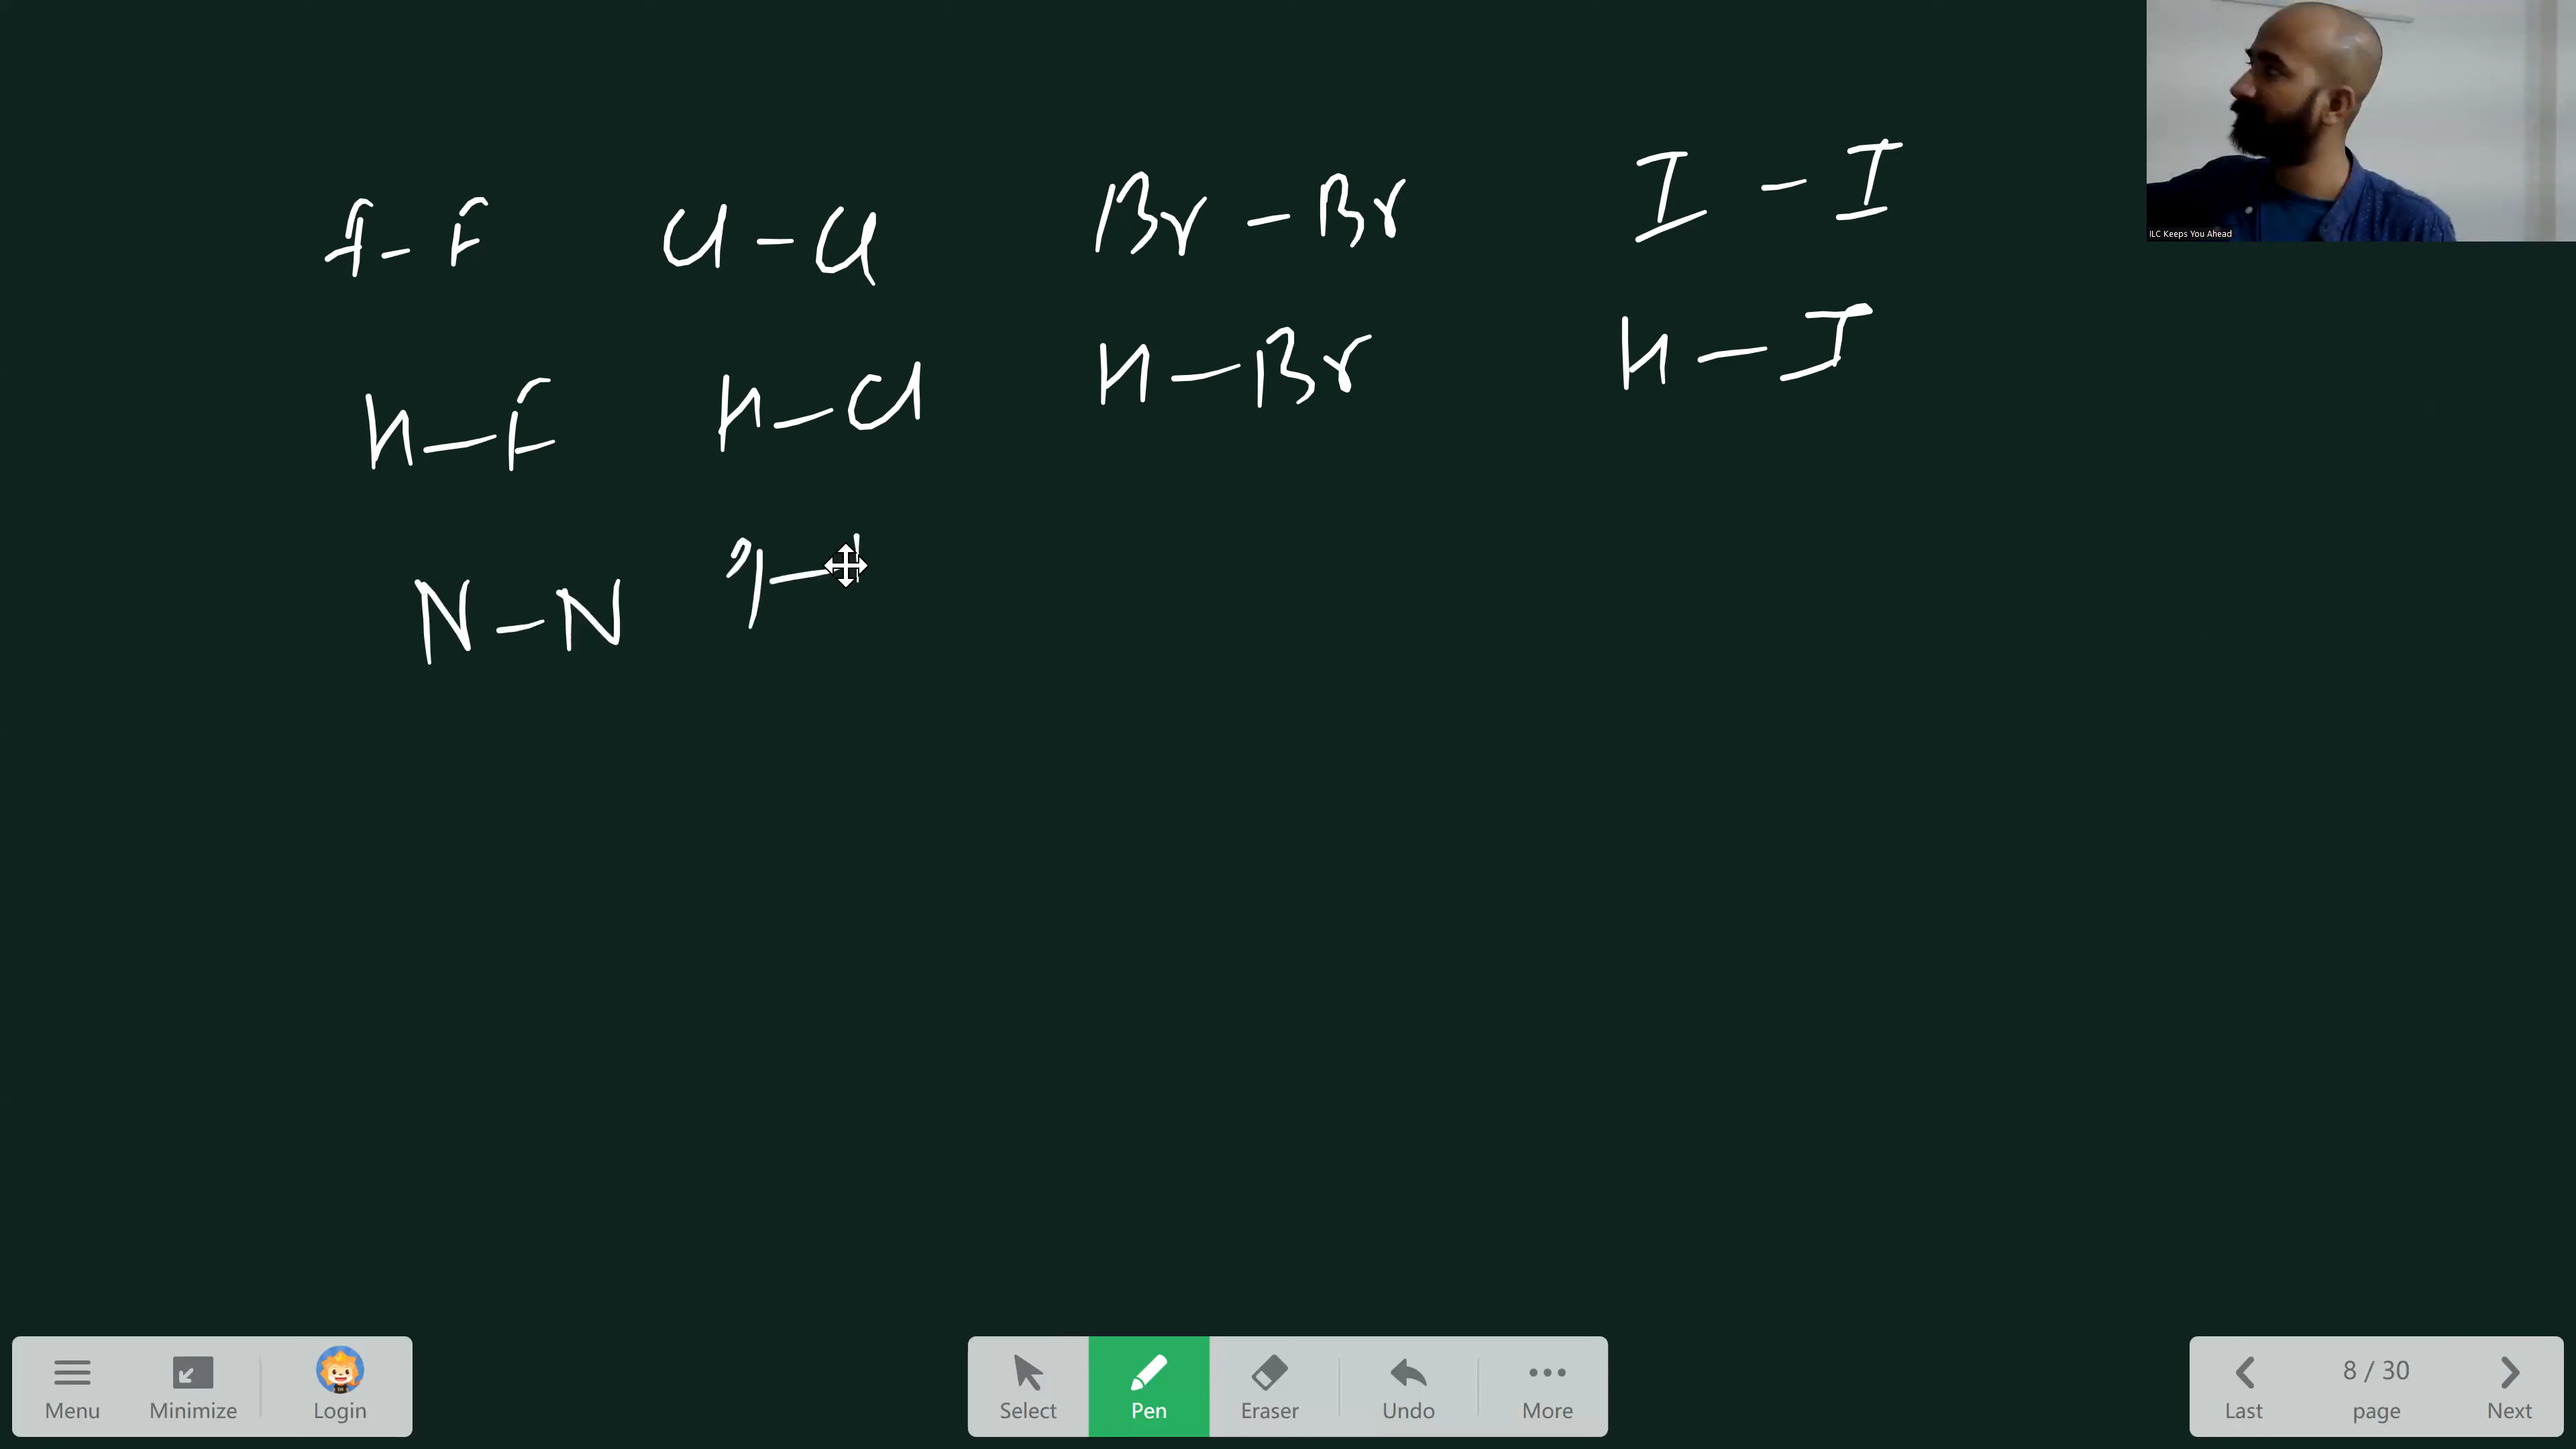 F-F Cl-Cl Br-Br I-I
H-F H-Cl H-Br H-I
N-N
ILC Keeps You Ahead
Menu Minimize Login Select Pen Eraser Undo More Last 8 / 30 page Next